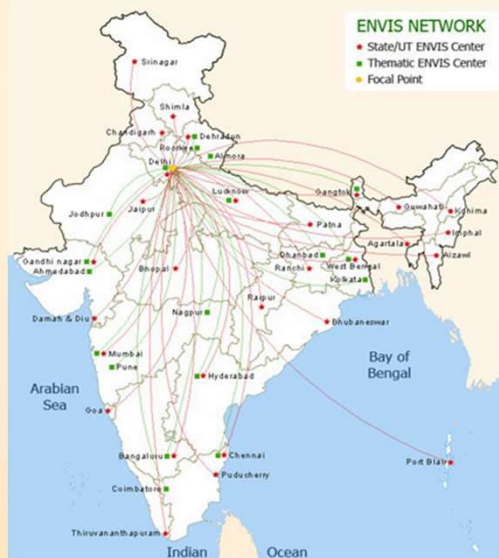 ENVIS NETWORK
State/UT ENVIS Center
Thematic ENVIS Center
Focal Point
Srinagar
Shimla
Chandigarh
Dehradun
Roorkee
Almora
Delhi
Lucknow
Gangtok
Guwahati
Kohima
Jodhpur
Jaipur
Patna
Imphal
Agartala
Aizawl
Gandhi nagar
Ahmedabad
Bhopal
Dhanbad
Ranchi
West Bengal
Kolkata
Raipur
Daman & Diu
Nagpur
Bhubaneswar
Mumbai
Pune
Hyderabad
Bay of
Bengal
Arabian
Sea
Goa
Bangaluru
Chennai
Puducherry
Port Blair
Coimbatore
Thiruvananthapuram
Indian Ocean